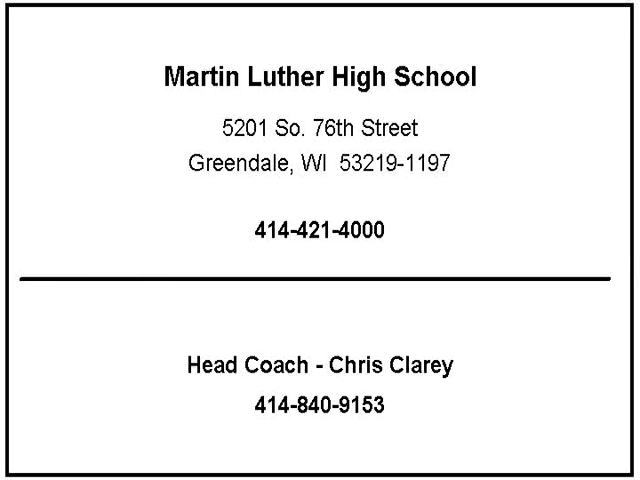 Martin Luther High School
5201 So. 76th Street
Greendale, WI  53219-1197
414-421-4000
Head Coach - Chris Clarey
414-840-9153